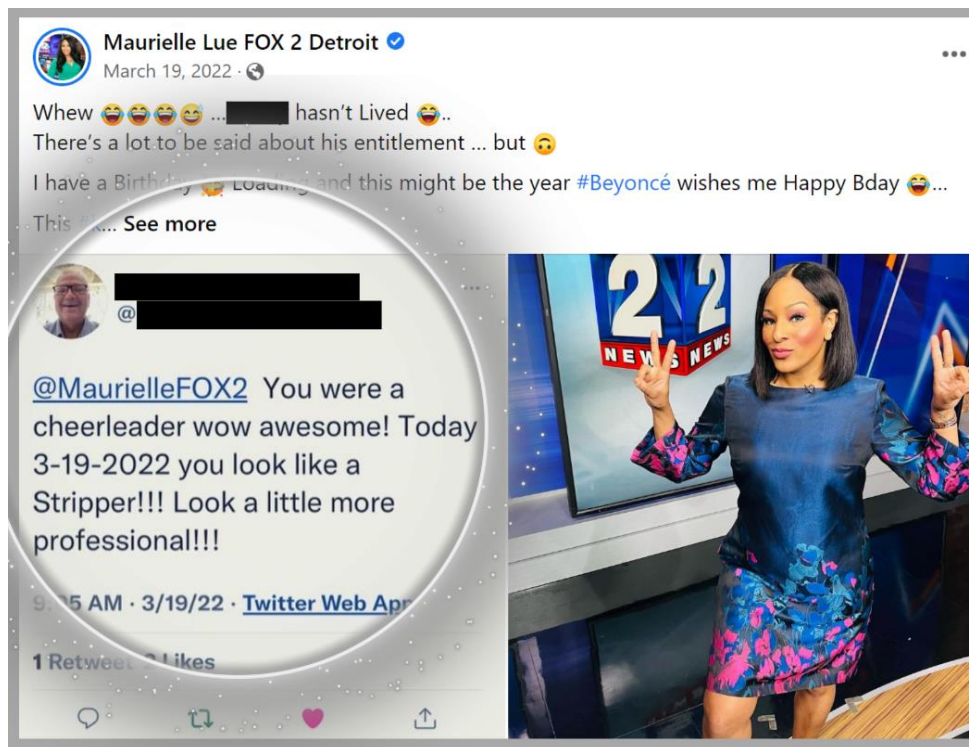 Maurielle Lue FOX 2 Detroit
March 19, 2022 ·
Whew 😂😂😂😅 ... hasn't Lived 😂..
There's a lot to be said about his entitlement ... but 🙃
I have a Birthday 🥳 Loading and this might be the year #Beyoncé wishes me Happy Bday 😂...
This ... See more
@
@MaurielleFOX2 You were a
cheerleader wow awesome! Today
3-19-2022 you look like a
Stripper!!! Look a little more
professional!!!
AM · 3/19/22 · Twitter Web App
1 Retweet 2 Likes
2 2
NEWS NEWS